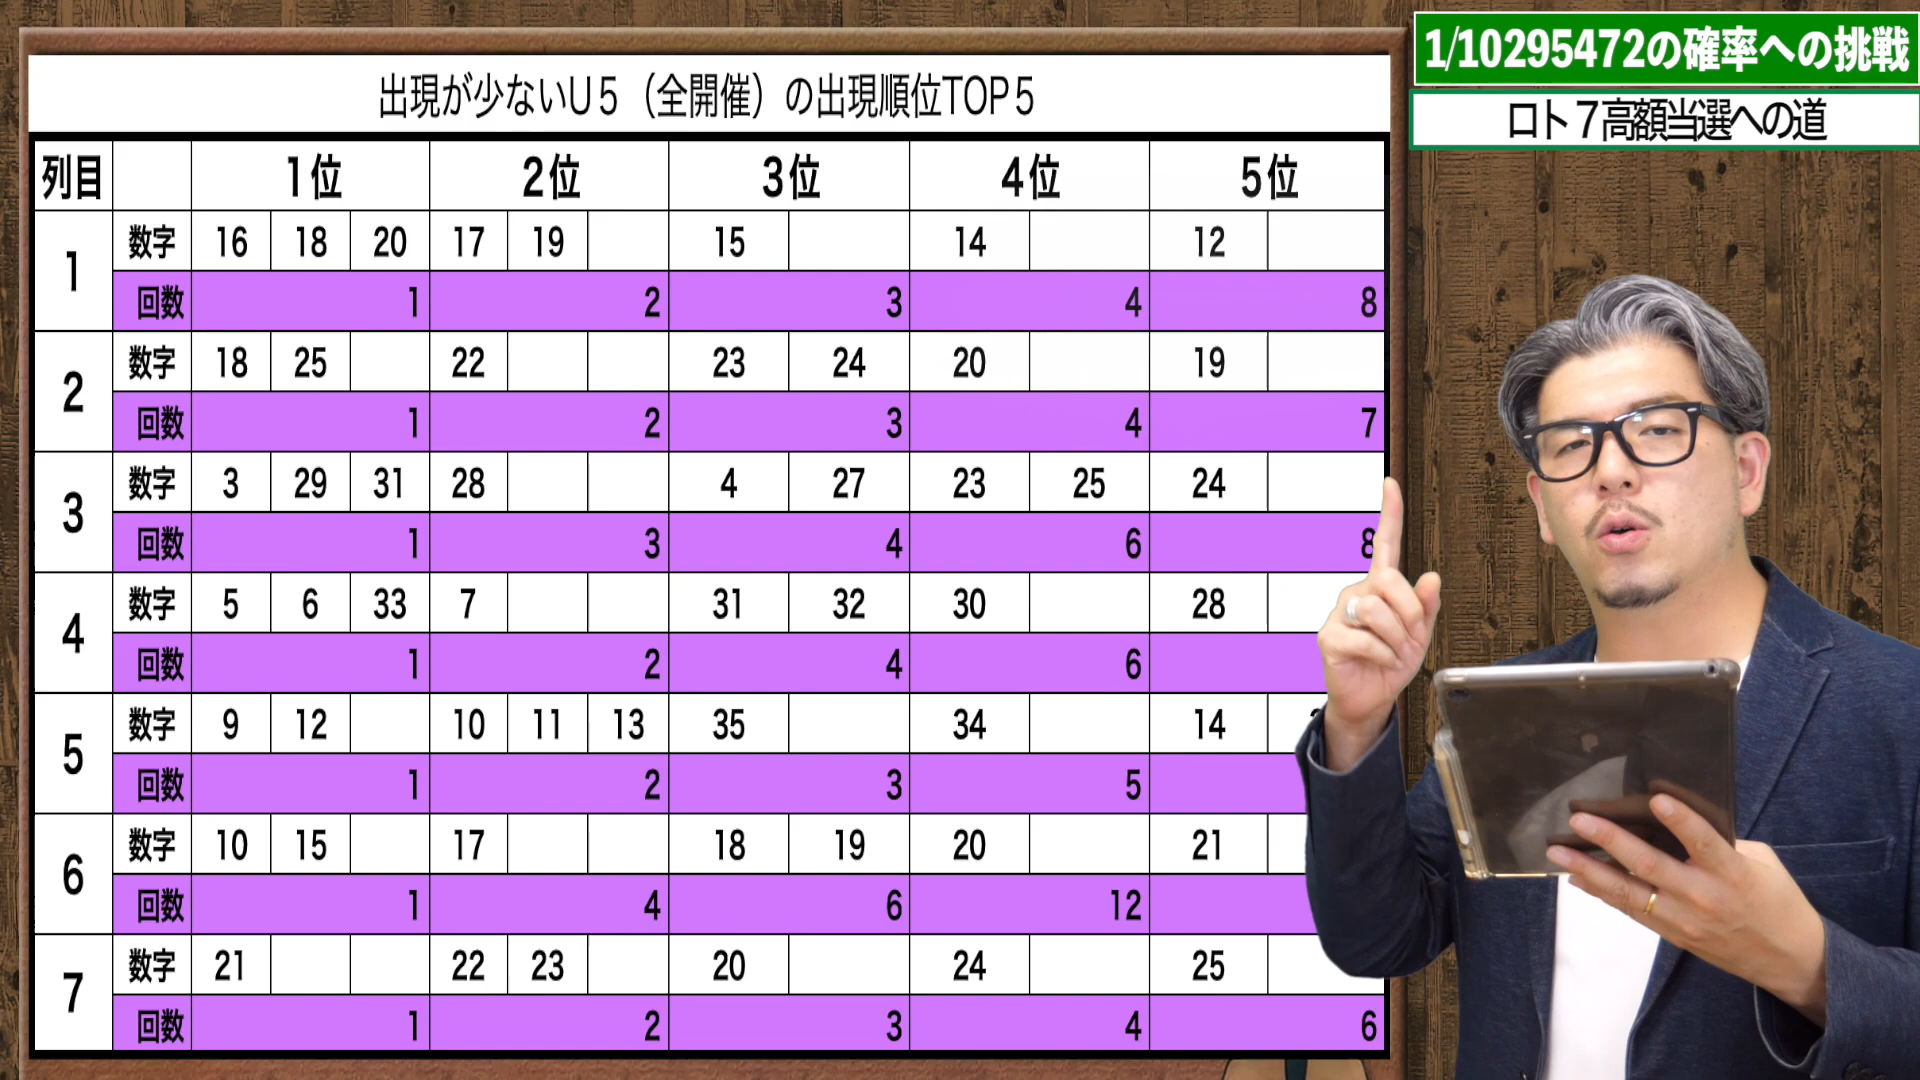 1/10295472の確率への挑戦
ロト７高額当選への道
出現が少ないU５（全開催）の出現順位TOP５
列目 1位 2位 3位 4位 5位
1 数字 16 18 20 17 19 15 14 12
回数 1 2 3 4 8
2 数字 18 25 22 23 24 20 19
回数 1 2 3 4 7
3 数字 3 29 31 28 4 27 23 25 24
回数 1 3 4 6 8
4 数字 5 6 33 7 31 32 30 28
回数 1 2 4 6
5 数字 9 12 10 11 13 35 34 14
回数 1 2 3 5
6 数字 10 15 17 18 19 20 21
回数 1 4 6 12
7 数字 21 22 23 20 24 25
回数 1 2 3 4 6